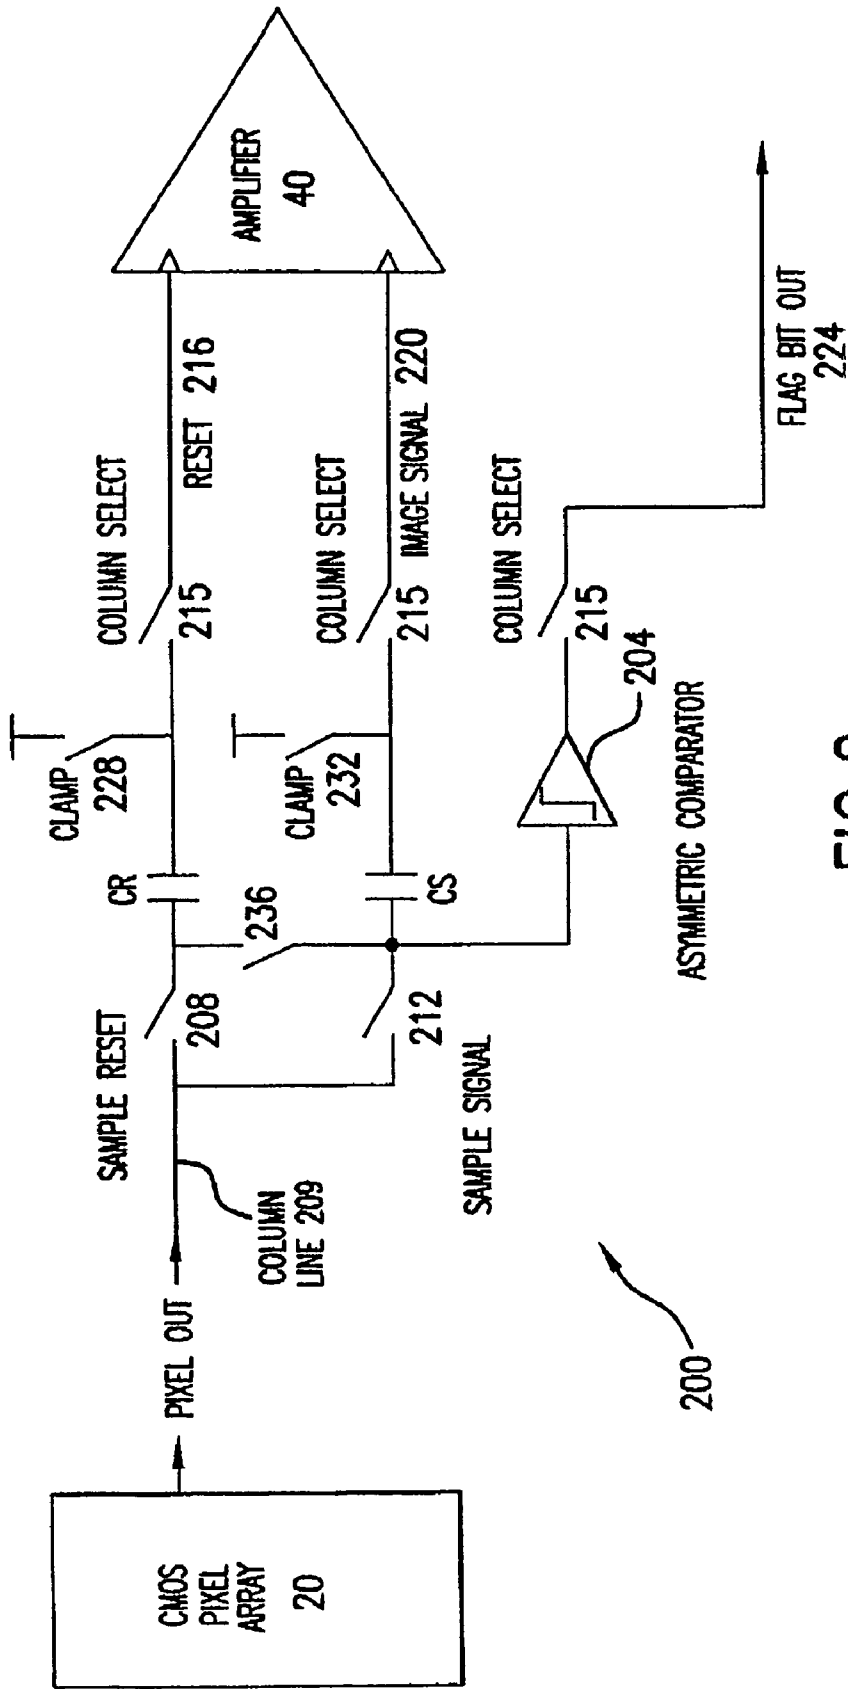 CMOS
PIXEL
ARRAY
20
PIXEL OUT
COLUMN
LINE 209
SAMPLE RESET
208
CR
CLAMP
228
COLUMN SELECT
215
RESET 216
AMPLIFIER
40
236
212
SAMPLE SIGNAL
CS
CLAMP
232
COLUMN SELECT
215
IMAGE SIGNAL 220
COLUMN SELECT
215
204
ASYMMETRIC COMPARATOR
FLAG BIT OUT
224
200
FIG